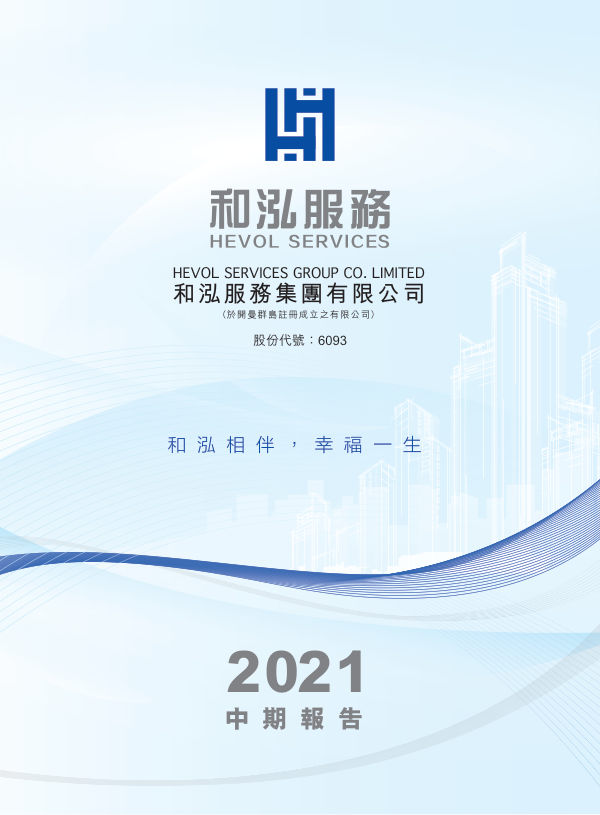 和泓服務
HEVOL SERVICES
HEVOL SERVICES GROUP CO. LIMITED
和泓服務集團有限公司
(於開曼群島註冊成立之有限公司)
股份代號：6093
和泓相伴，幸福一生
2021
中期報告